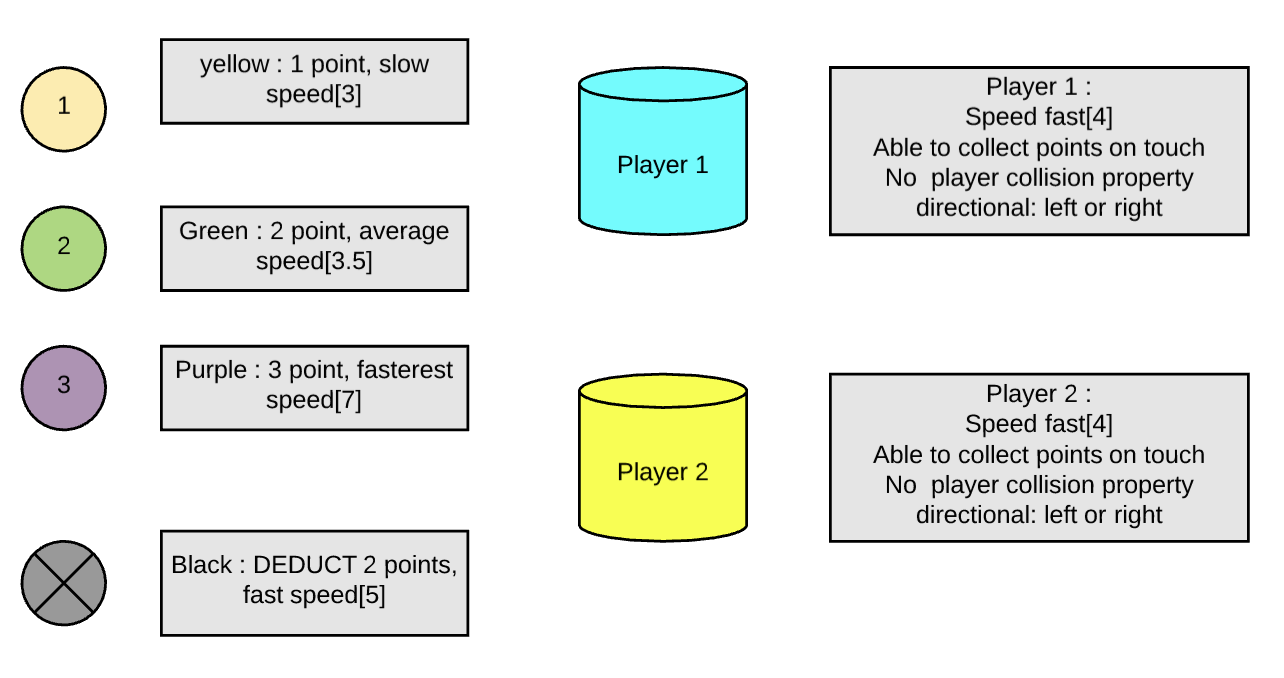 1
yellow : 1 point, slow
speed[3]
2
Green : 2 point, average
speed[3.5]
3
Purple : 3 point, fasterest
speed[7]
Black : DEDUCT 2 points,
fast speed[5]
Player 1
Player 1 :
Speed fast[4]
Able to collect points on touch
No  player collision property
directional: left or right
Player 2
Player 2 :
Speed fast[4]
Able to collect points on touch
No  player collision property
directional: left or right